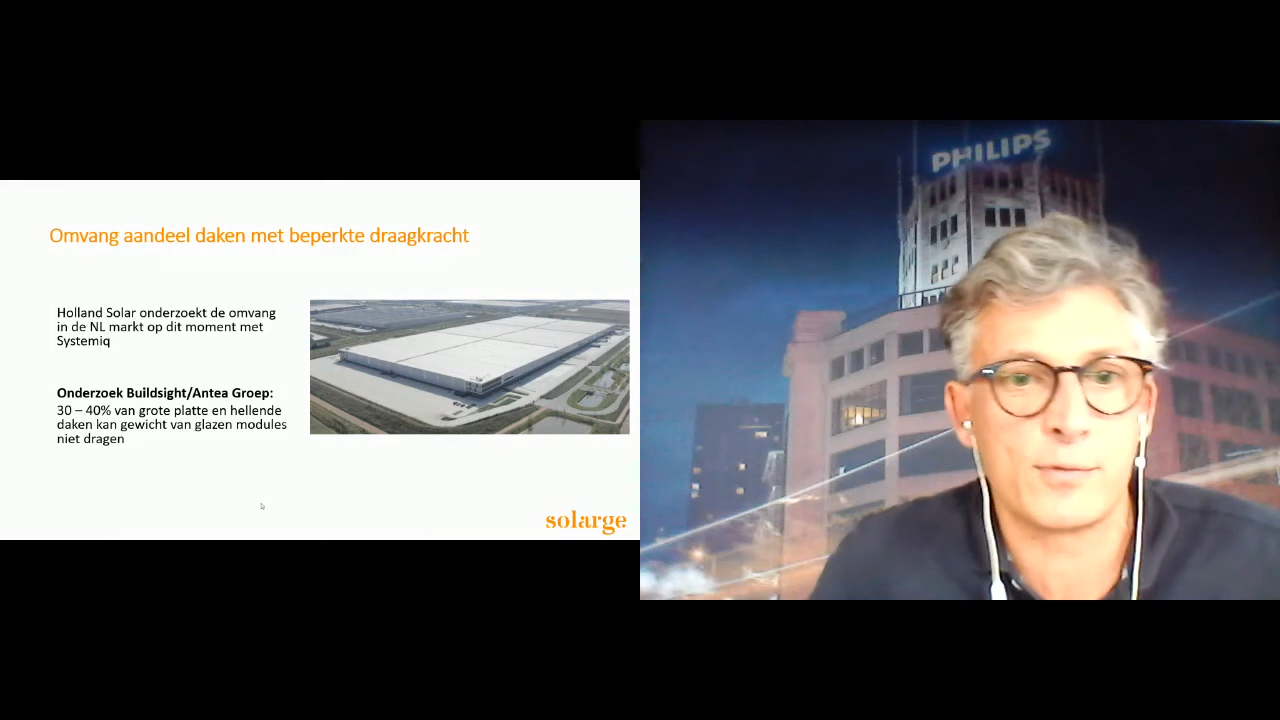 Omvang aandeel daken met beperkte draagkracht
Holland Solar onderzoekt de omvang
in de NL markt op dit moment met
Systemiq
Onderzoek Buildsight/Antea Groep:
30 – 40% van grote platte en hellende
daken kan gewicht van glazen modules
niet dragen
solarge
PHILIPS